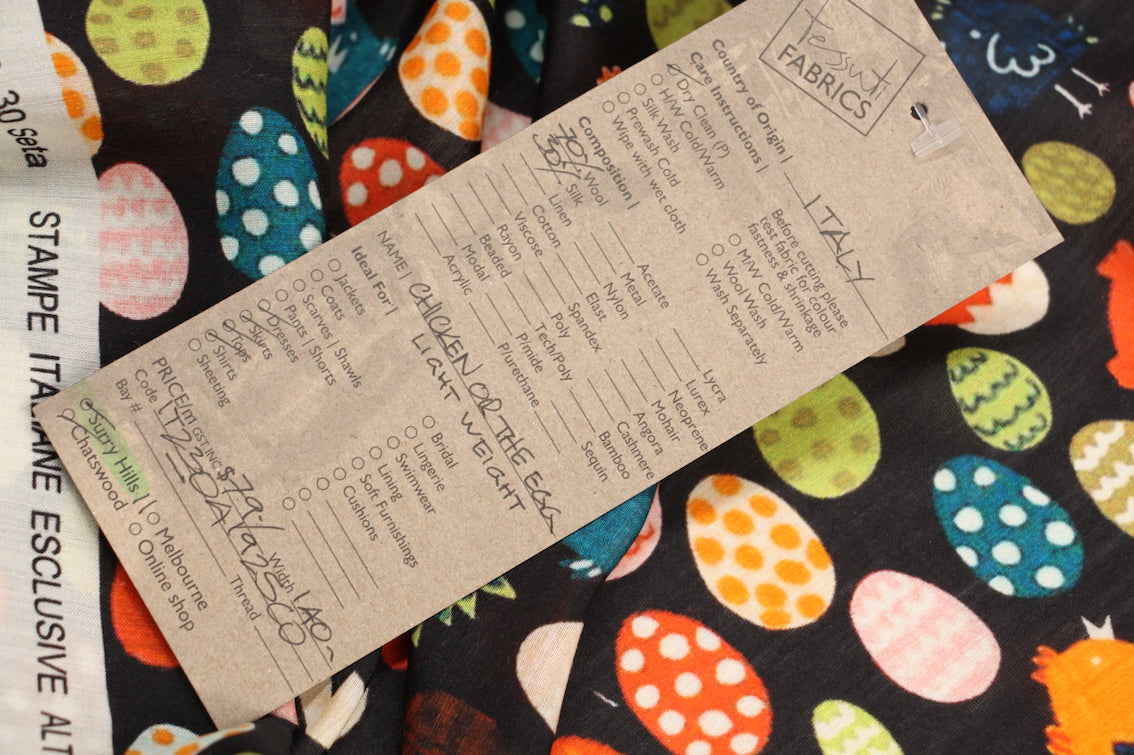 tessuti
FABRICS
Country of Origin | ITALY
Care Instructions |
Dry Clean (P)
H/W Cold/Warm
Silk Wash
Prewash Cold
Wipe with wet cloth
Before cutting please
test fabric for colour
fastness & shrinkage
M/W Cold/Warm
Wool Wash
Wash Separately
Composition |
70% Wool
30% Silk
Linen
Cotton
Viscose
Rayon
Beaded
Modal
Acrylic
Acetate
Metal
Nylon
Elast
Spandex
Poly
Tech/Poly
P/mide
P/urethane
Lycra
Lurex
Neoprene
Mohair
Angora
Cashmere
Bamboo
Sequin
NAME | CHICKEN OR THE EGG
LIGHT WEIGHT
Ideal For |
Jackets
Coats
Scarves | Shawls
Pants | Shorts
Dresses
Skirts
Tops
Shirts
Sheeting
Bridal
Lingerie
Swimwear
Lining
Soft Furnishings
Cushions
PRICE/m GST INC $79.-
Width 140
Code
Thread
Bay #
Surry Hills |
Chatswood
Melbourne
Online shop
30 Seta
STAMPE ITALIANE ESCLUSIVE ALT